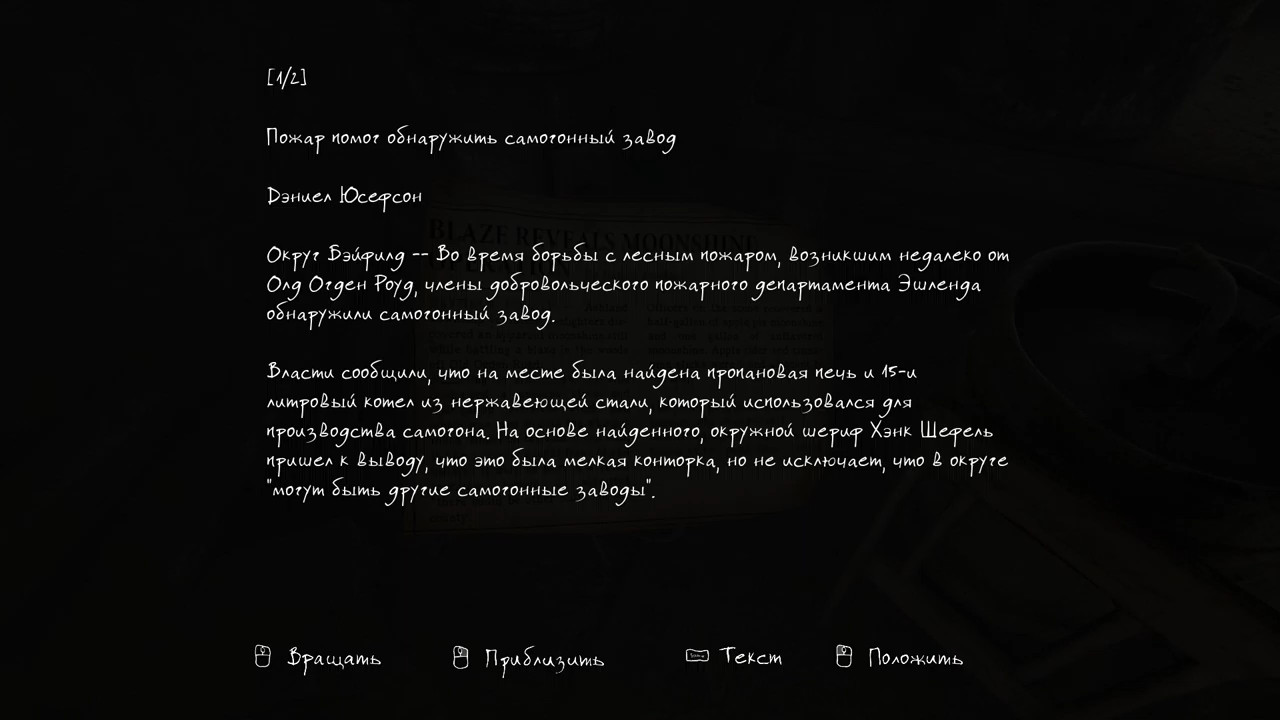 [1/2]
Пожар помог обнаружить самогонный завод
Дэниел Юсефсон
Округ Бэйфилд -- Во время борьбы с лесным пожаром, возникшим недалеко от
Олд Огден Роуд, члены добровольческого пожарного департамента Эшленда
обнаружили самогонный завод.
Власти сообщили, что на месте была найдена пропановая печь и 15-и
литровый котел из нержавеющей стали, который использовался для
производства самогона. На основе найденного, окружной шериф Хэнк Шефель
пришел к выводу, что это была мелкая конторка, но не исключает, что в округе
"могут быть другие самогонные заводы".
BLAZE REVEALS MOONSHINE
OPERATION
Вращать Приблизить Текст Положить